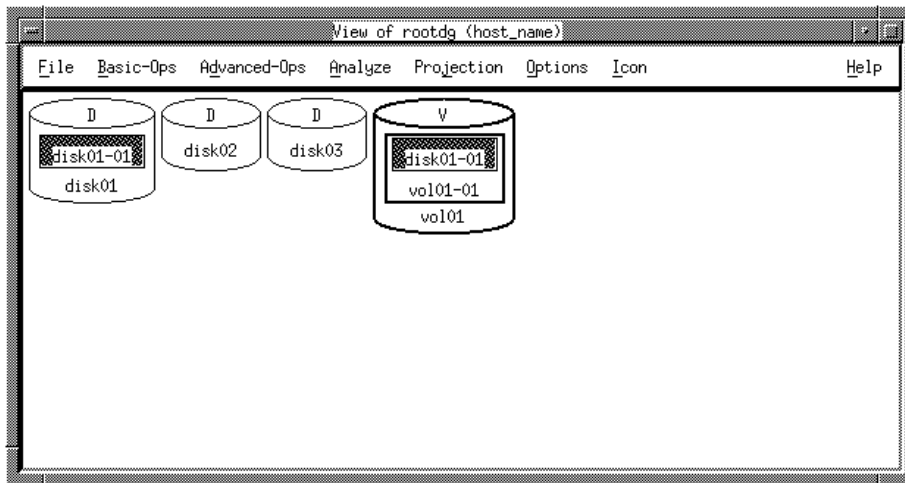 View of rootdg (host_name)
File Basic-Ops Advanced-Ops Analyze Projection Options Icon Help
D D D V
disk01-01 disk02 disk03 disk01-01
disk01 vol01-01
vol01